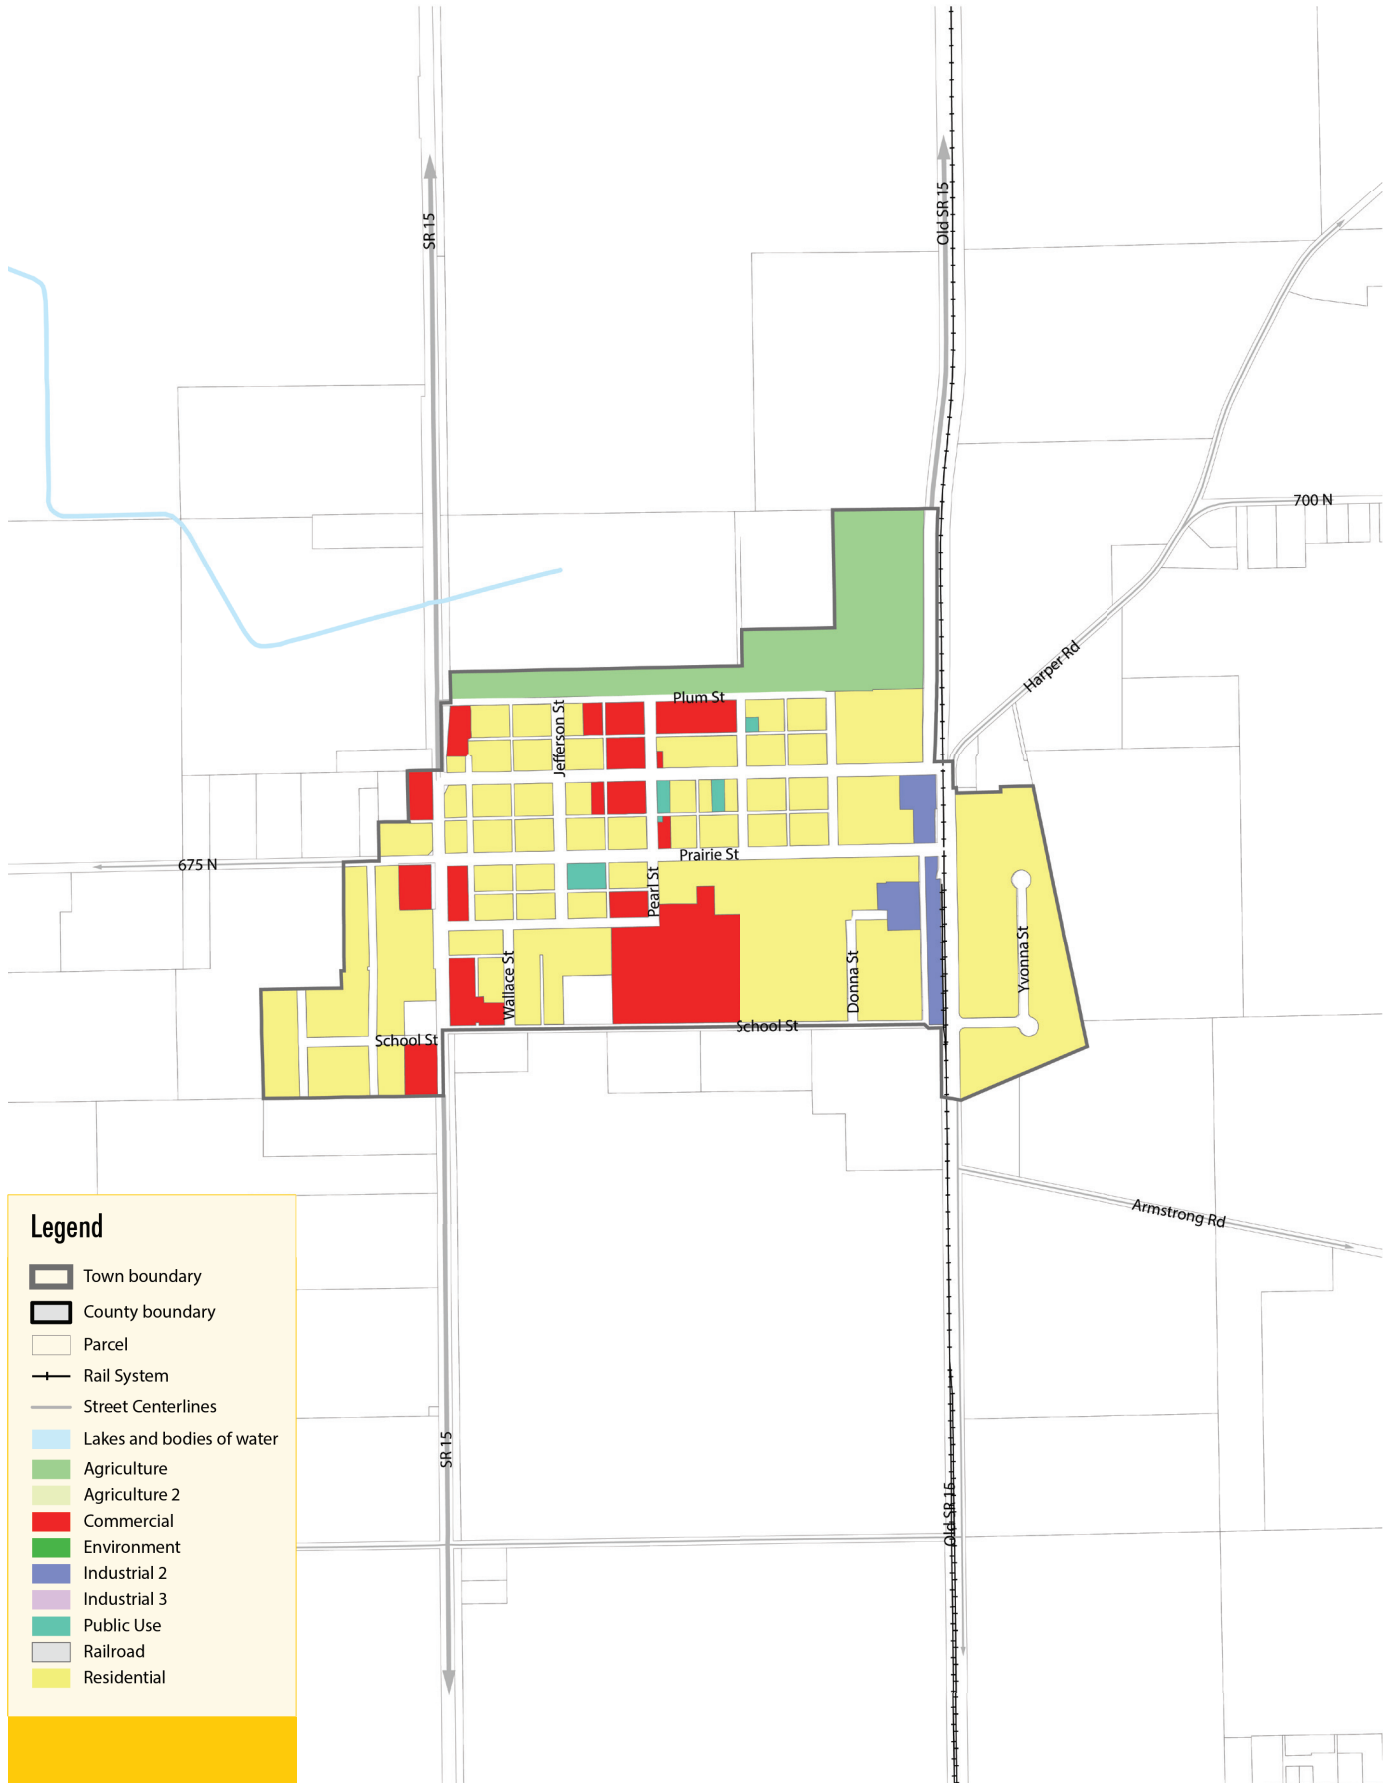 SR 15
Old SR 15
700 N
Harper Rd
Plum St
Jefferson St
Prairie St
675 N
Pearl St
Wallace St
Donna St
Yvonna St
School St
School St
Armstrong Rd
SR 15
Old SR 15
Legend
Town boundary
County boundary
Parcel
Rail System
Street Centerlines
Lakes and bodies of water
Agriculture
Agriculture 2
Commercial
Environment
Industrial 2
Industrial 3
Public Use
Railroad
Residential